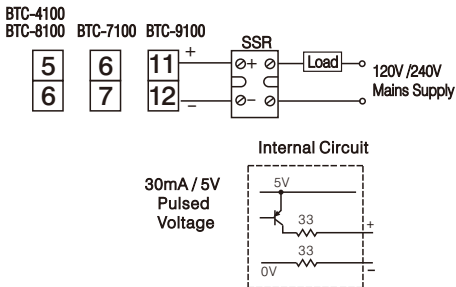 BTC-4100
BTC-8100 BTC-7100 BTC-9100
SSR
5 6 11 + + Load
120V /240V
6 7 12 – – Mains Supply
Internal Circuit
30mA / 5V
Pulsed
Voltage
5V
33
+
33
0V –